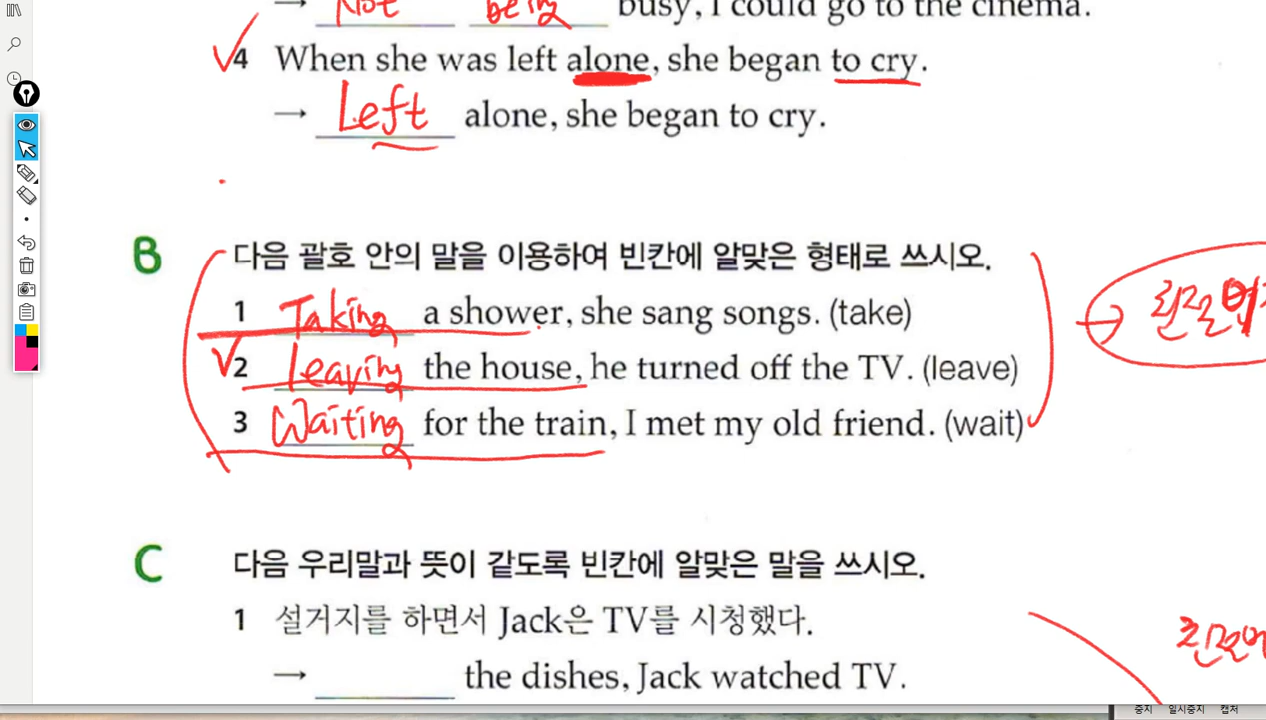 → Not being busy, I could go to the cinema.
4 When she was left alone, she began to cry.
→ Left alone, she began to cry.
B 다음 괄호 안의 말을 이용하여 빈칸에 알맞은 형태로 쓰시오.
1 Taking a shower, she sang songs. (take)
2 Leaving the house, he turned off the TV. (leave)
3 Waiting for the train, I met my old friend. (wait)
C 다음 우리말과 뜻이 같도록 빈칸에 알맞은 말을 쓰시오.
1 설거지를 하면서 Jack은 TV를 시청했다.
→ the dishes, Jack watched TV.
중지 일시중지 캡처